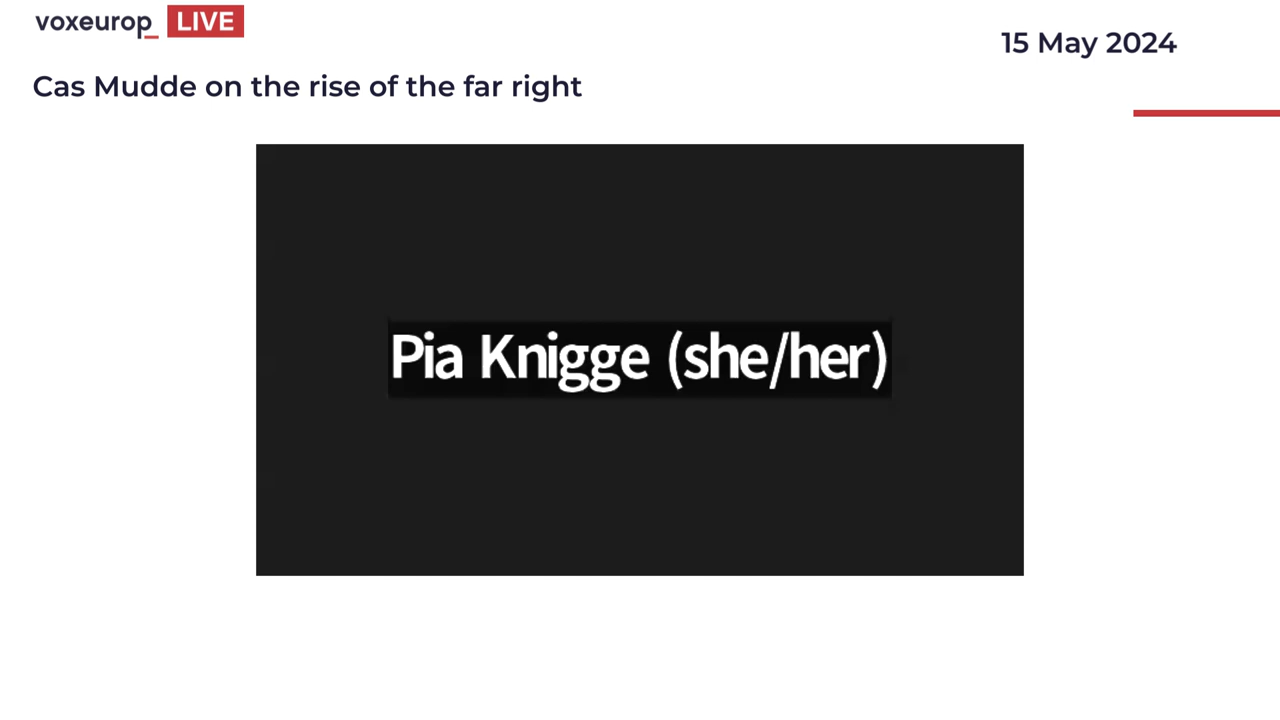 voxeurop_ LIVE
15 May 2024
Cas Mudde on the rise of the far right
Pia Knigge (she/her)